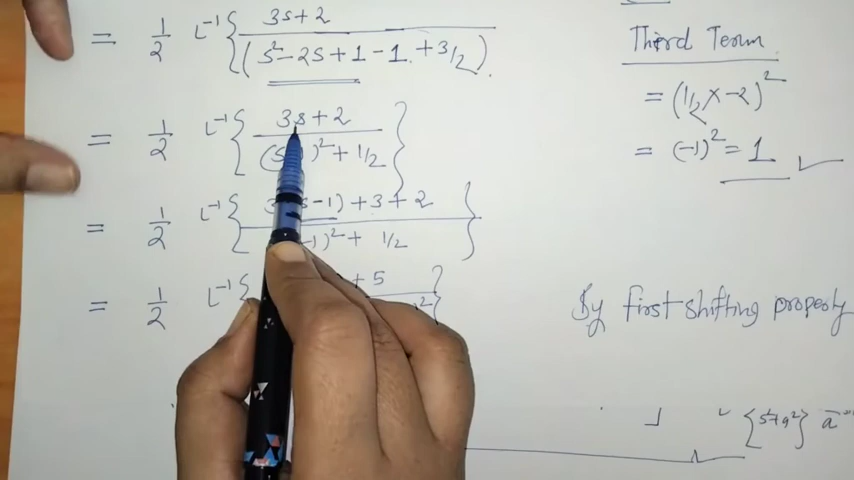 = 1/2 L⁻¹ { 3s+2 / (s²-2s+1-1+3/2) }
= 1/2 L⁻¹ { 3s+2 / (s )²+1/2 }
= 1/2 L⁻¹ { 3(s-1)+3+2 / -1)²+ 1/2 }
= 1/2 L⁻¹ { +5 / ² }
Third Term
= (1/2 × -2)²
= (-1)² = 1
By first shifting property